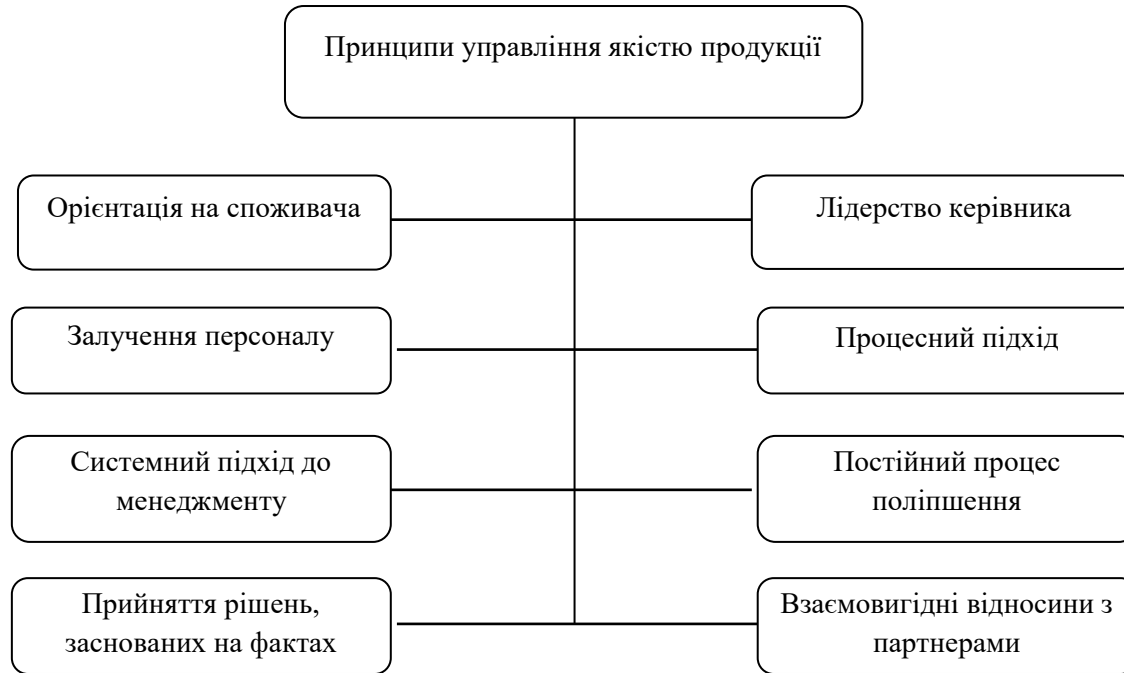 Принципи управління якістю продукції
Орієнтація на споживача
Лідерство керівника
Залучення персоналу
Процесний підхід
Системний підхід до
менеджменту
Постійний процес
поліпшення
Прийняття рішень,
заснованих на фактах
Взаємовигідні відносини з
партнерами